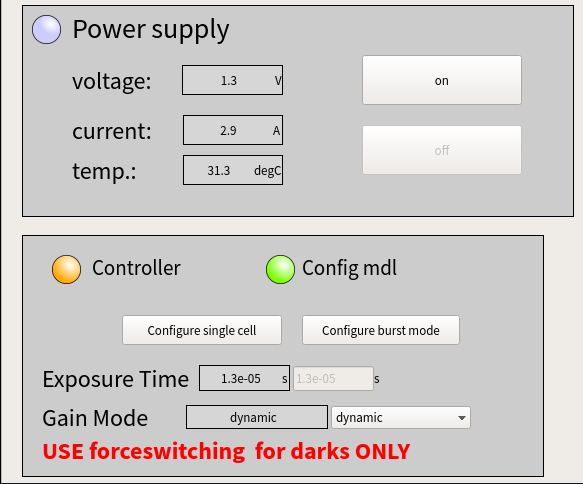 Power supply
voltage: 1.3 V on
current: 2.9 A off
temp.: 31.3 degC
Controller Config mdl
Configure single cell Configure burst mode
Exposure Time 1.3e-05 s 1.3e-05 s
Gain Mode dynamic dynamic
USE forceswitching  for darks ONLY